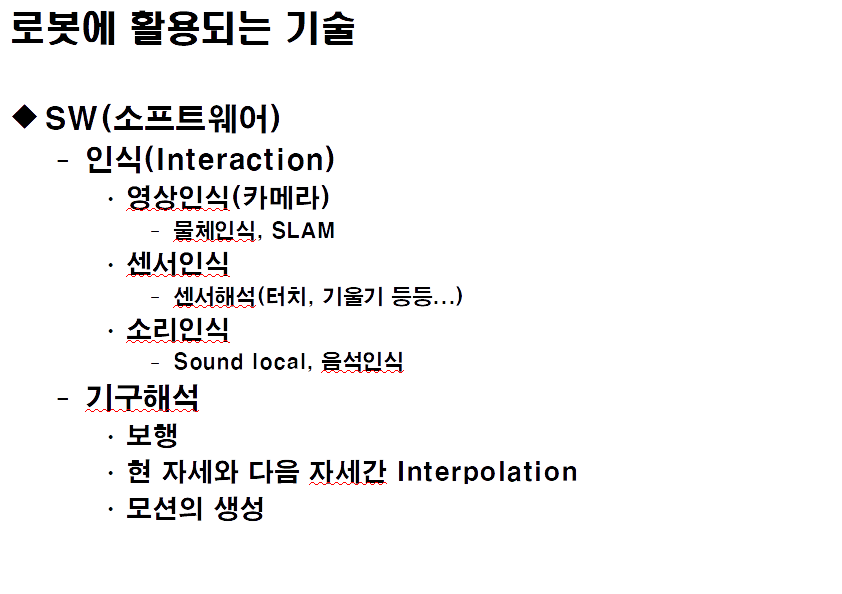 로봇에 활용되는 기술
◆ SW(소프트웨어)
– 인식(Interaction)
· 영상인식(카메라)
– 물체인식, SLAM
· 센서인식
– 센서해석(터치, 기울기 등등...)
· 소리인식
– Sound local, 음석인식
– 기구해석
· 보행
· 현 자세와 다음 자세간 Interpolation
· 모션의 생성